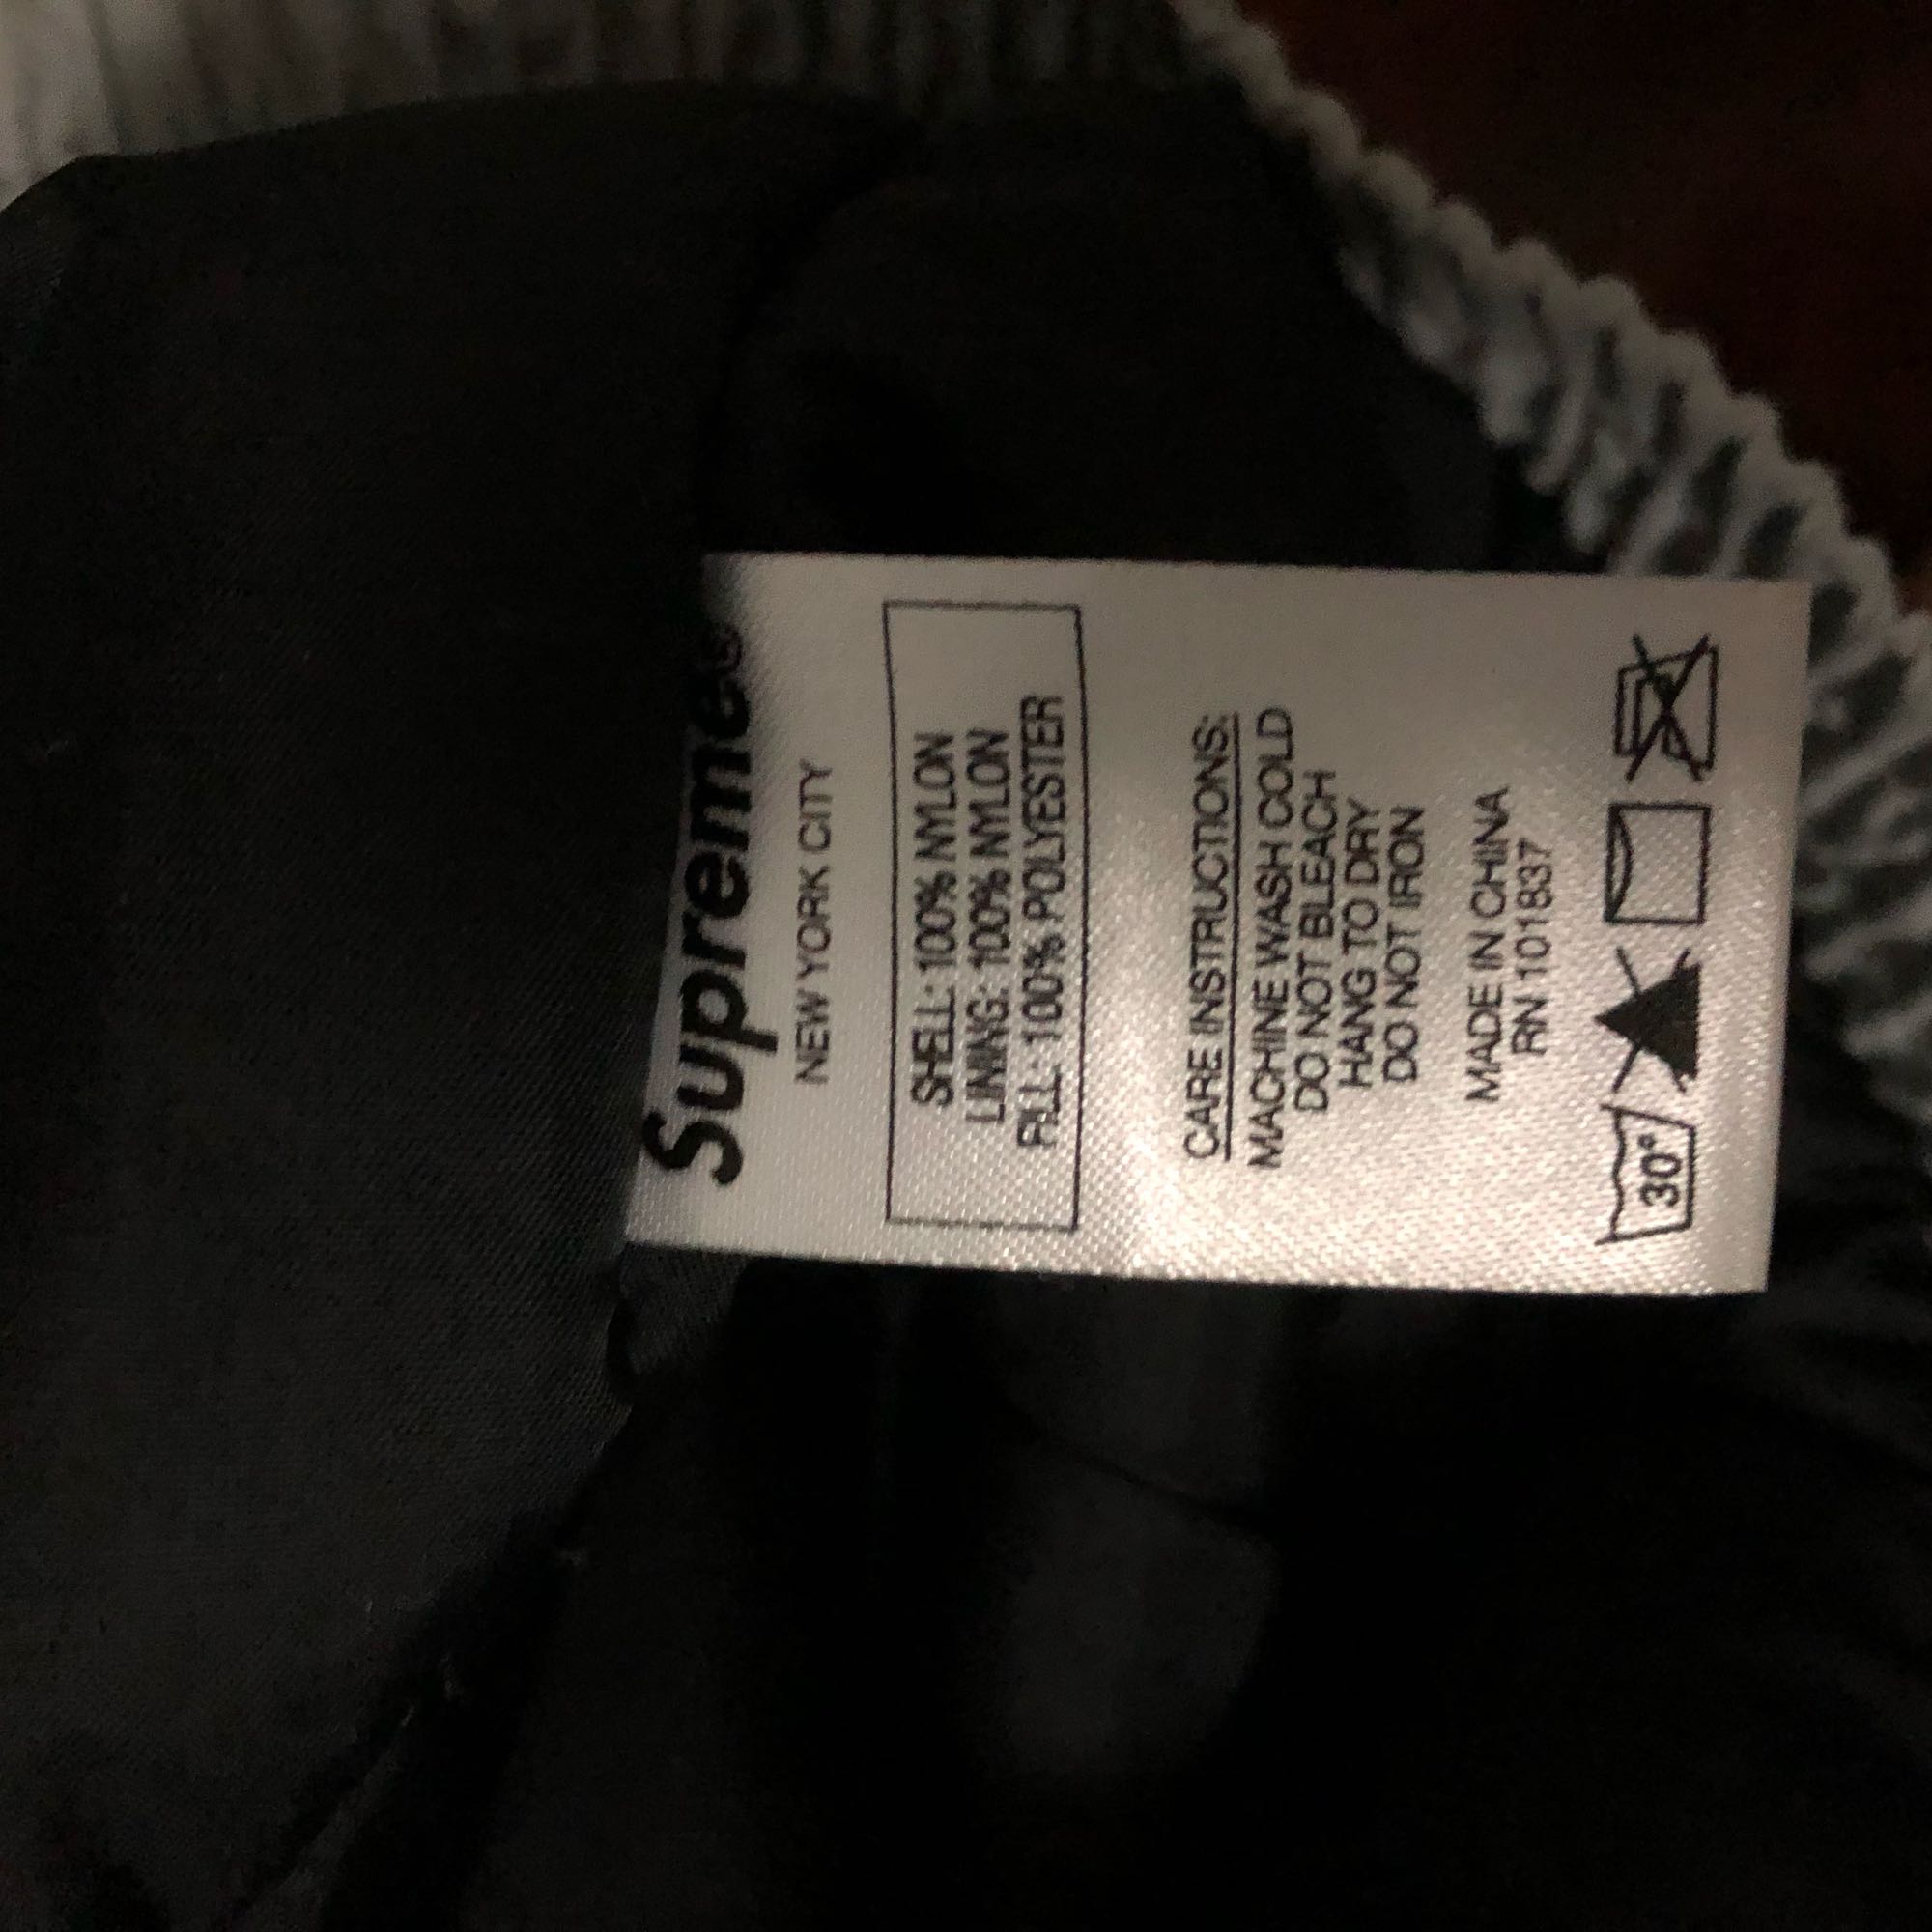 Supreme®
NEW YORK CITY
SHELL: 100% NYLON
LINING: 100% NYLON
FILL: 100% POLYESTER
CARE INSTRUCTIONS:
MACHINE WASH COLD
DO NOT BLEACH
HANG TO DRY
DO NOT IRON
MADE IN CHINA
RN 101837
30°